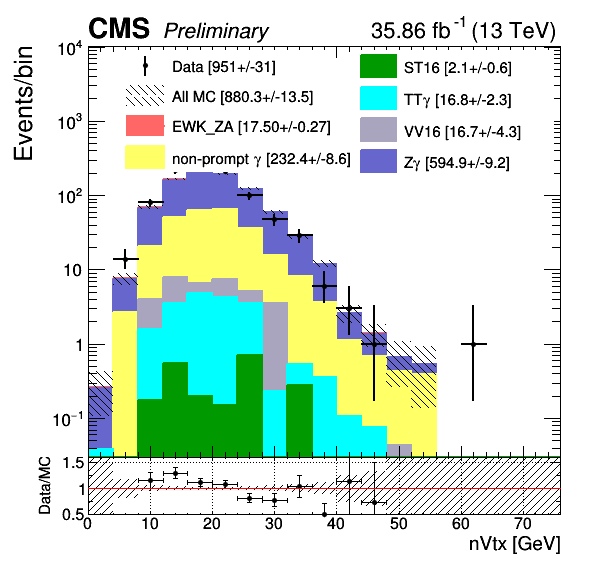 CMS Preliminary 35.86 fb⁻¹ (13 TeV)
Events/bin
10⁴
10³
10²
10
1
10⁻¹
Data [951+/-31]
All MC [880.3+/-13.5]
EWK_ZA [17.50+/-0.27]
non-prompt γ [232.4+/-8.6]
ST16 [2.1+/-0.6]
TTγ [16.8+/-2.3]
VV16 [16.7+/-4.3]
Zγ [594.9+/-9.2]
Data/MC
1.5
1
0.5
0 10 20 30 40 50 60 70
nVtx [GeV]